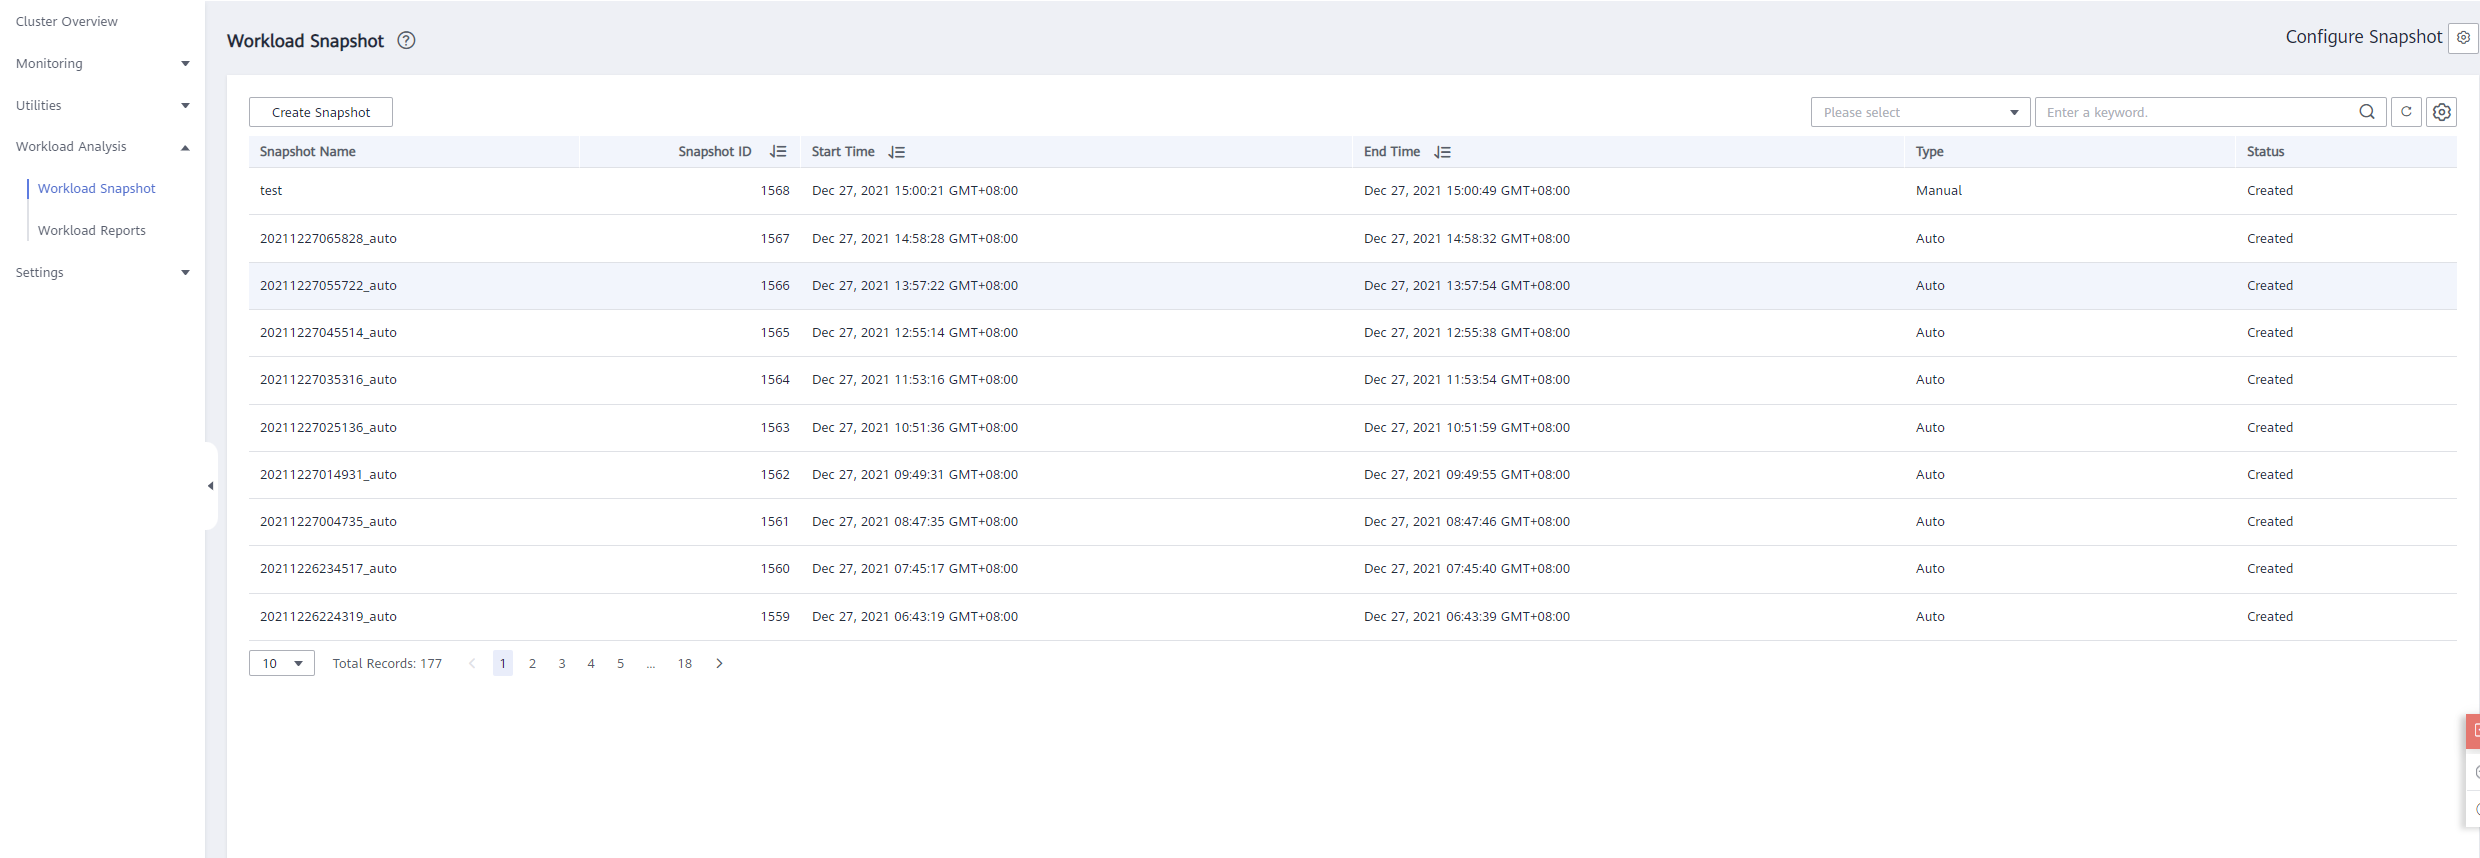 Cluster Overview
Monitoring
Utilities
Workload Analysis
Workload Snapshot
Workload Reports
Settings
Workload Snapshot ?
Configure Snapshot
Create Snapshot
Please select
Enter a keyword.
Snapshot Name Snapshot ID Start Time End Time Type Status
test 1568 Dec 27, 2021 15:00:21 GMT+08:00 Dec 27, 2021 15:00:49 GMT+08:00 Manual Created
20211227065828_auto 1567 Dec 27, 2021 14:58:28 GMT+08:00 Dec 27, 2021 14:58:32 GMT+08:00 Auto Created
20211227055722_auto 1566 Dec 27, 2021 13:57:22 GMT+08:00 Dec 27, 2021 13:57:54 GMT+08:00 Auto Created
20211227045514_auto 1565 Dec 27, 2021 12:55:14 GMT+08:00 Dec 27, 2021 12:55:38 GMT+08:00 Auto Created
20211227035316_auto 1564 Dec 27, 2021 11:53:16 GMT+08:00 Dec 27, 2021 11:53:54 GMT+08:00 Auto Created
20211227025136_auto 1563 Dec 27, 2021 10:51:36 GMT+08:00 Dec 27, 2021 10:51:59 GMT+08:00 Auto Created
20211227014931_auto 1562 Dec 27, 2021 09:49:31 GMT+08:00 Dec 27, 2021 09:49:55 GMT+08:00 Auto Created
20211227004735_auto 1561 Dec 27, 2021 08:47:35 GMT+08:00 Dec 27, 2021 08:47:46 GMT+08:00 Auto Created
20211226234517_auto 1560 Dec 27, 2021 07:45:17 GMT+08:00 Dec 27, 2021 07:45:40 GMT+08:00 Auto Created
20211226224319_auto 1559 Dec 27, 2021 06:43:19 GMT+08:00 Dec 27, 2021 06:43:39 GMT+08:00 Auto Created
10 Total Records: 177 < 1 2 3 4 5 ... 18 >